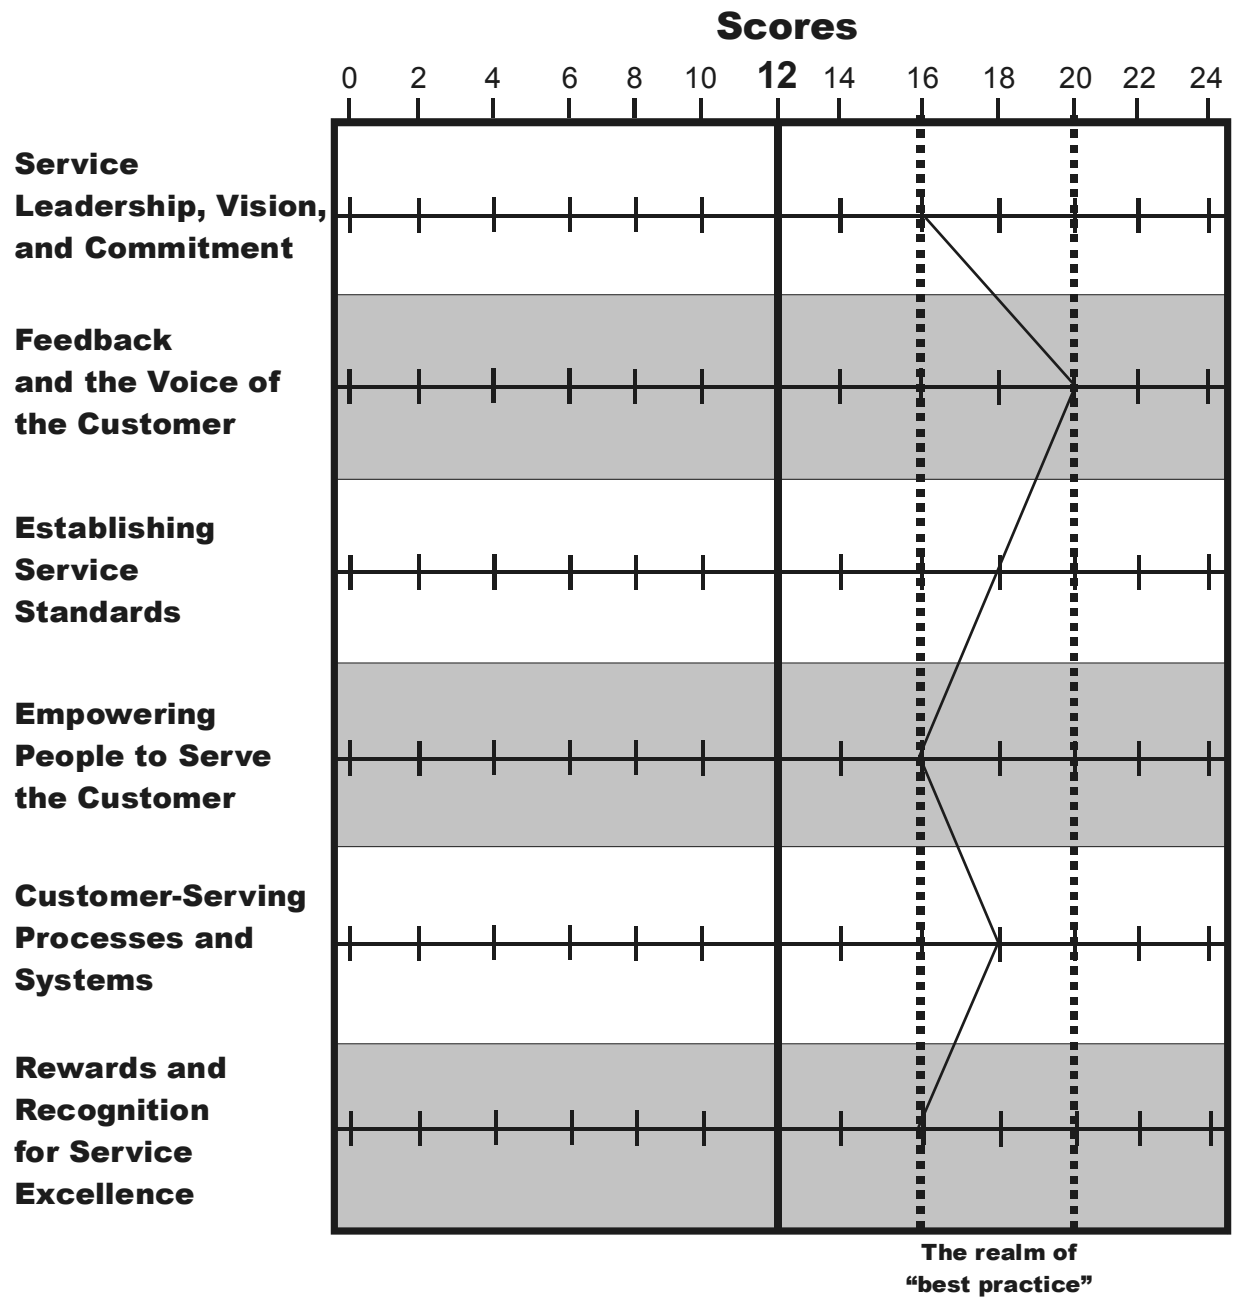 Scores
0 2 4 6 8 10 12 14 16 18 20 22 24
Service
Leadership, Vision,
and Commitment
Feedback
and the Voice of
the Customer
Establishing
Service
Standards
Empowering
People to Serve
the Customer
Customer-Serving
Processes and
Systems
Rewards and
Recognition
for Service
Excellence
The realm of
“best practice”